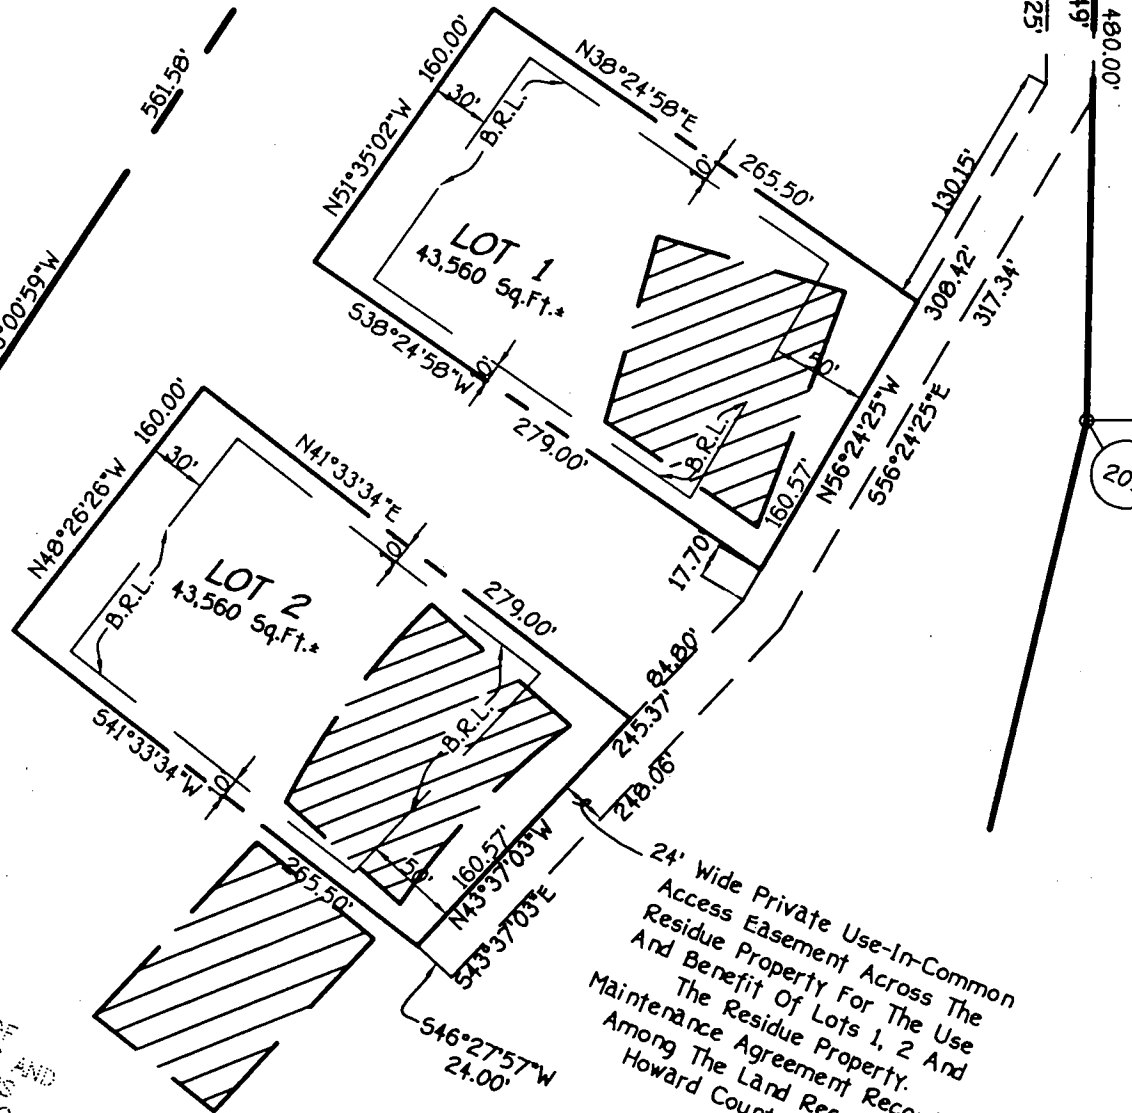 561.58'
160.00'
N38°24'58"E
30'
B.R.L.
10'
265.50'
N51°35'02"W
LOT 1
43,560 Sq.Ft.±
S38°24'58"W
10'
279.00'
B.R.L.
50'
160.57'
130.15'
308.42'
317.34'
N56°24'25"W
S56°24'25"E
17.70'
480.00'
49'
25'
°00'59"W
160.00'
N41°33'34"E
30'
N48°26'26"W
B.R.L.
10'
LOT 2
43,560 Sq.Ft.±
279.00'
S41°33'34"W
10'
B.R.L.
50'
265.50'
160.57'
84.80'
245.37'
248.06'
N43°37'03"W
S43°37'03"E
S46°27'57"W
24.00'
24' Wide Private Use-In-Common
Access Easement Across The
Residue Property For The Use
And Benefit Of Lots 1, 2 And
The Residue Property.
Maintenance Agreement Reco
Among The Land Rec
Howard Count
20
AND